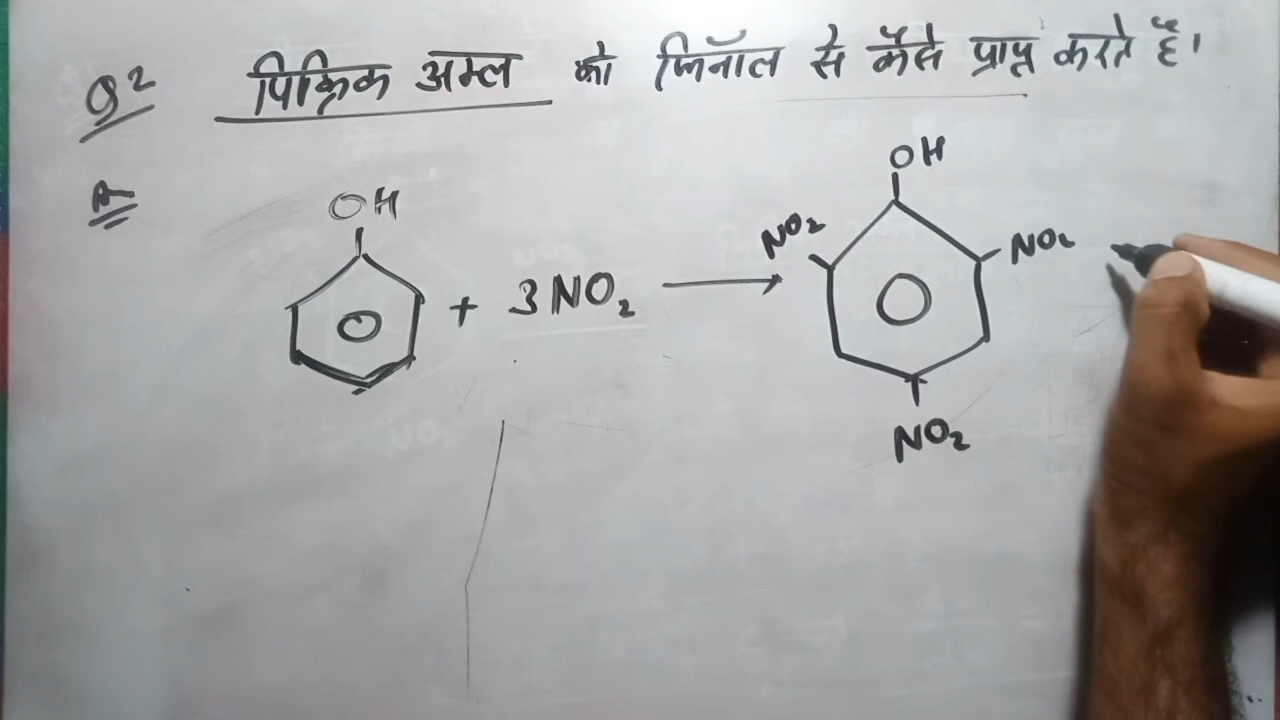 Q2 पिक्रिक अम्ल को फिनॉल से कैसे प्राप्त करते हैं।
A
OH
OH
NO₂
NO₂
+ 3NO₂ ⟶
NO₂